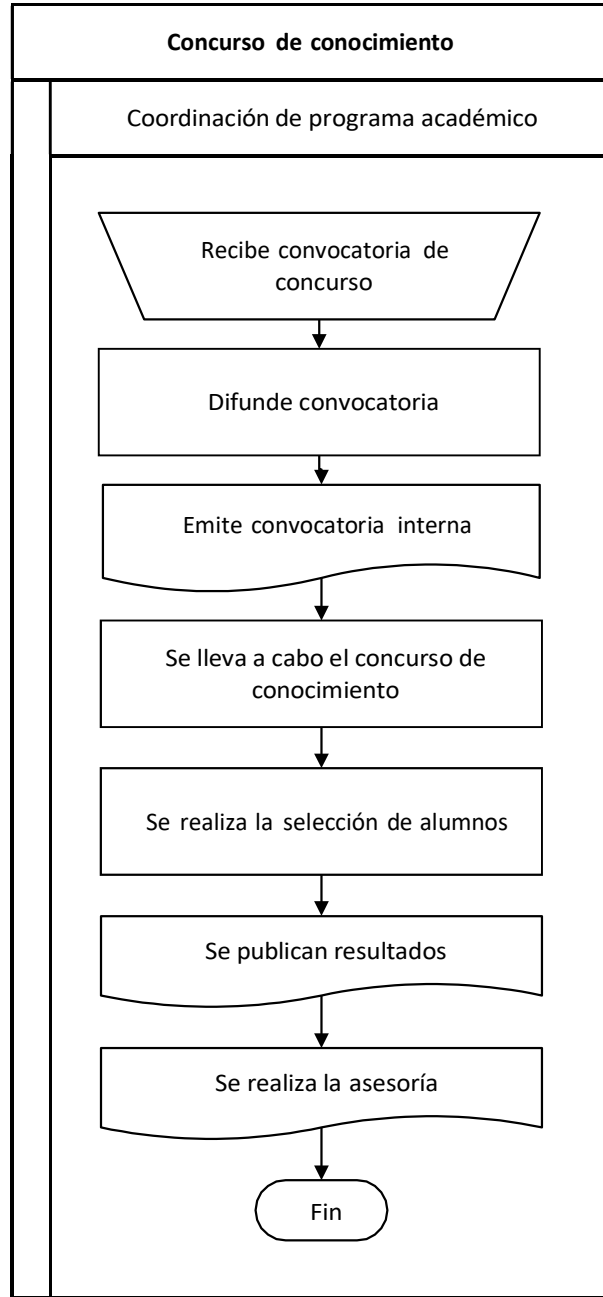 Concurso de conocimiento
Coordinación de programa académico
Recibe convocatoria de
concurso
Difunde convocatoria
Emite convocatoria interna
Se lleva a cabo el concurso de
conocimiento
Se realiza la selección de alumnos
Se publican resultados
Se realiza la asesoría
Fin